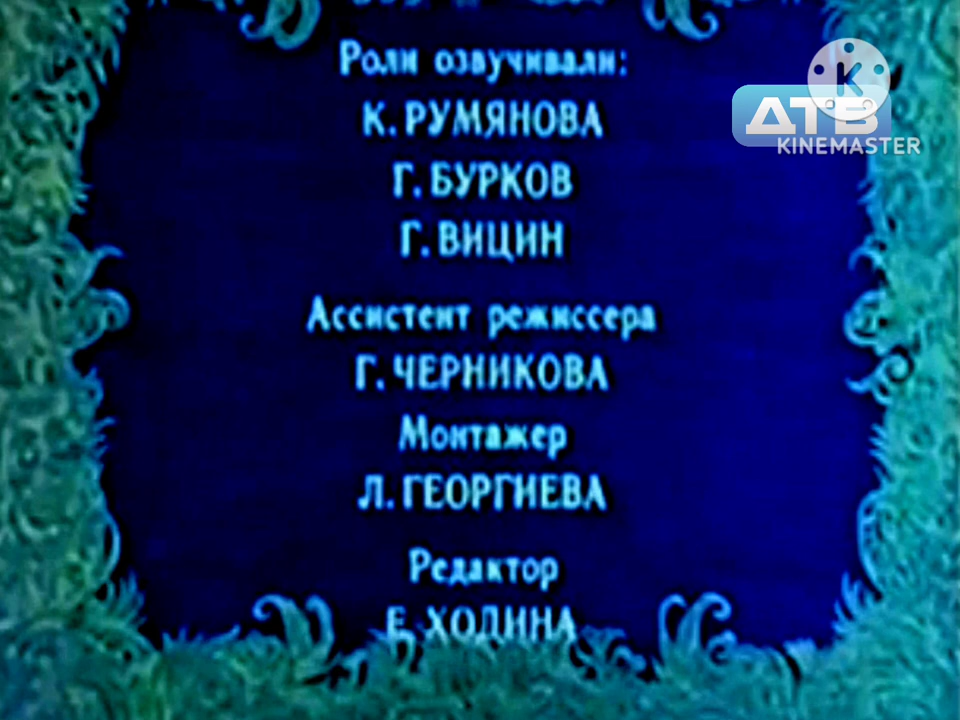 Роли озвучивали:
К. РУМЯНОВА
Г. БУРКОВ
Г. ВИЦИН
Ассистент режиссера
Г. ЧЕРНИКОВА
Монтажер
Л. ГЕОРГИЕВА
Редактор
Е. ХОДИНА
K
ДТВ
KINEMASTER